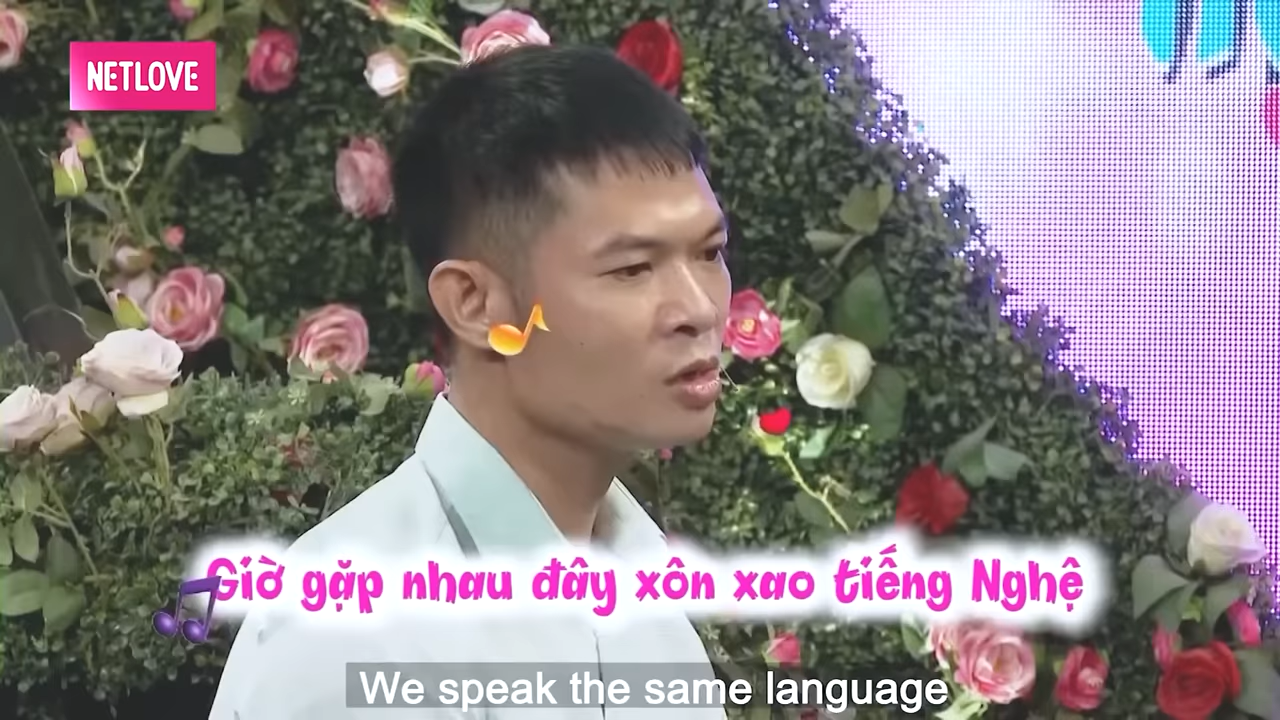 NETLOVE
Giờ gặp nhau đây xôn xao tiếng Nghệ
We speak the same language